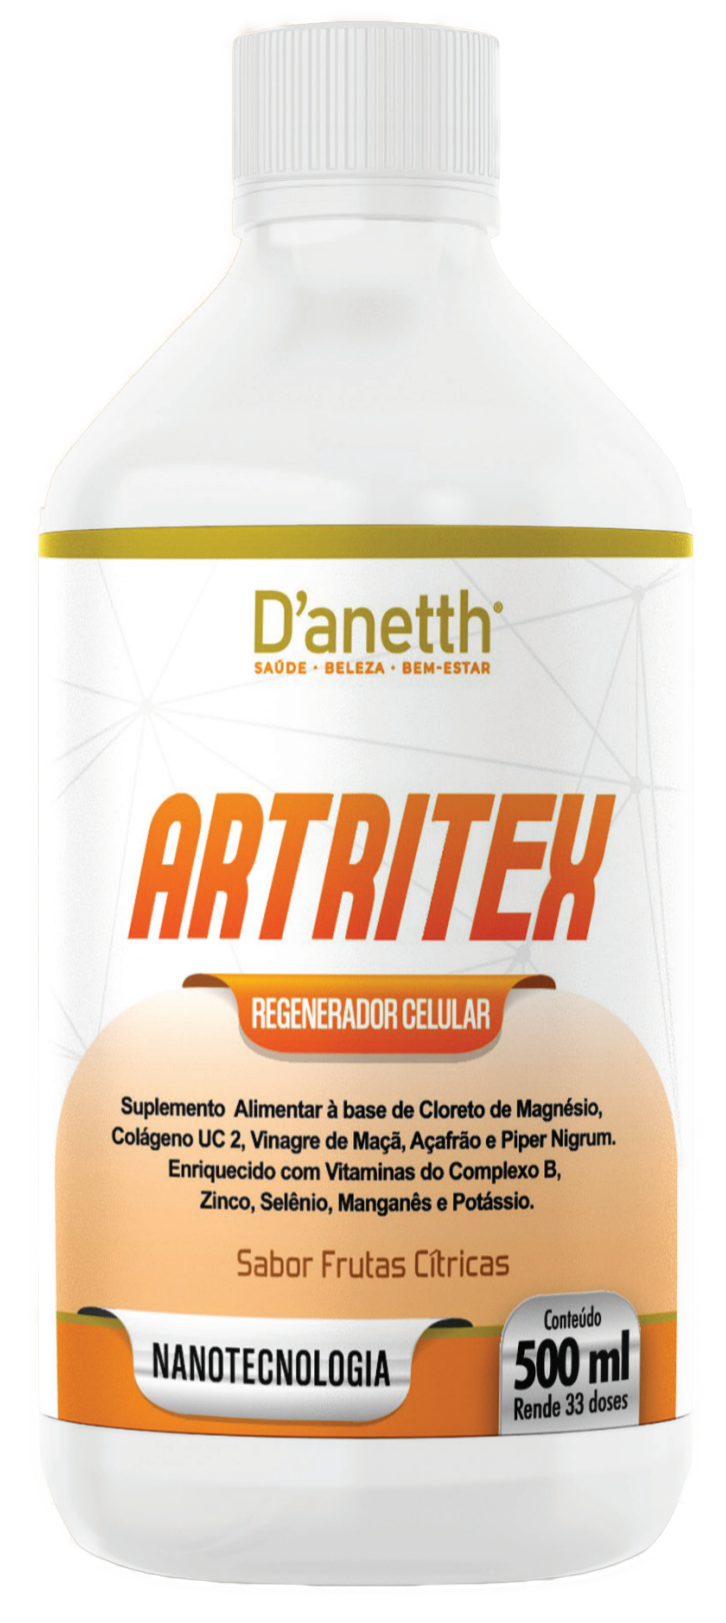 D'anetth®
SAÚDE • BELEZA • BEM-ESTAR
ARTRITEX
REGENERADOR CELULAR
Suplemento Alimentar à base de Cloreto de Magnésio,
Colágeno UC 2, Vinagre de Maçã, Açafrão e Piper Nigrum.
Enriquecido com Vitaminas do Complexo B,
Zinco, Selênio, Manganês e Potássio.
Sabor Frutas Cítricas
NANOTECNOLOGIA
Conteúdo
500 ml
Rende 33 doses